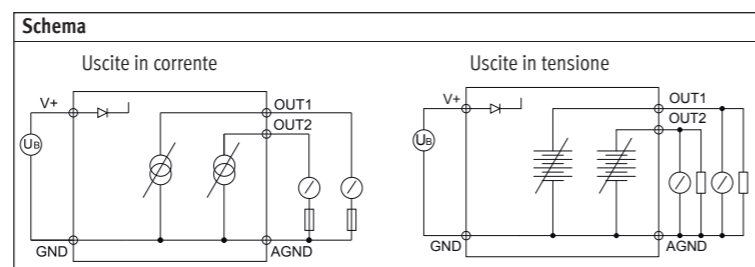 Schema
Uscite in corrente
V+
OUT1
OUT2
UB
GND
AGND
Uscite in tensione
V+
OUT1
OUT2
UB
GND
AGND